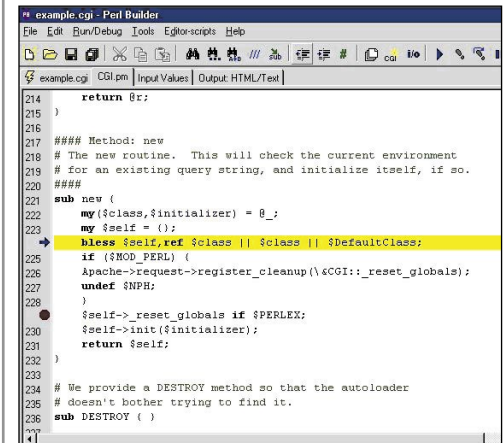 example.cgi - Perl Builder
File Edit Run/Debug Tools Editor-scripts Help
CGI i/o
example.cgi CGI.pm Input Values Output: HTML/Text
214 return @r;
215 }
216
217 #### Method: new
218 # The new routine. This will check the current environment
219 # for an existing query string, and initialize itself, if so.
220 ####
221 sub new {
222 my($class,$initializer) = @_;
223 my $self = {};
bless $self,ref $class || $class || $DefaultClass;
225 if ($MOD_PERL) {
226 Apache->request->register_cleanup(\&CGI::_reset_globals);
227 undef $NPH;
228 }
$self->_reset_globals if $PERLEX;
230 $self->init($initializer);
231 return $self;
232 }
233
234 # We provide a DESTROY method so that the autoloader
235 # doesn't bother trying to find it.
236 sub DESTROY { }